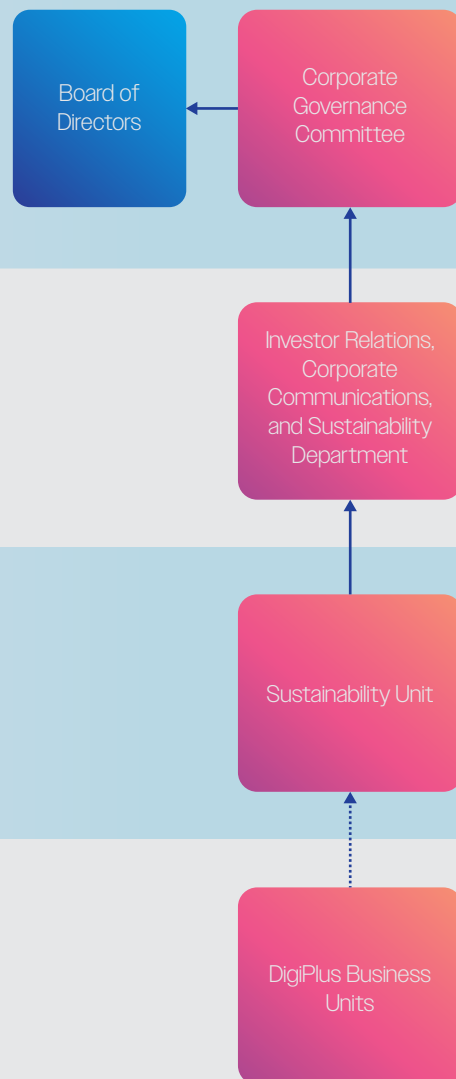 Board of
Directors
Corporate
Governance
Committee
Investor Relations,
Corporate
Communications,
and Sustainability
Department
Sustainability Unit
DigiPlus Business
Units